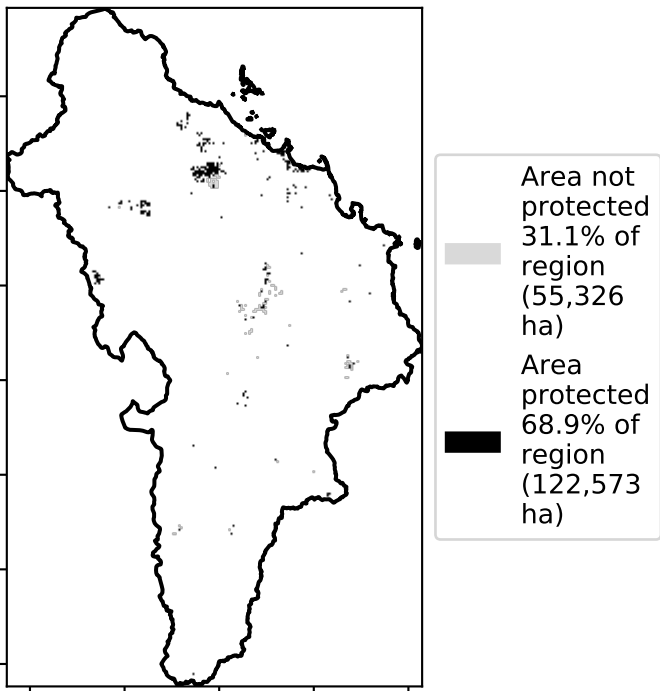 Area not
protected
31.1% of
region
(55,326
ha)
Area
protected
68.9% of
region
(122,573
ha)